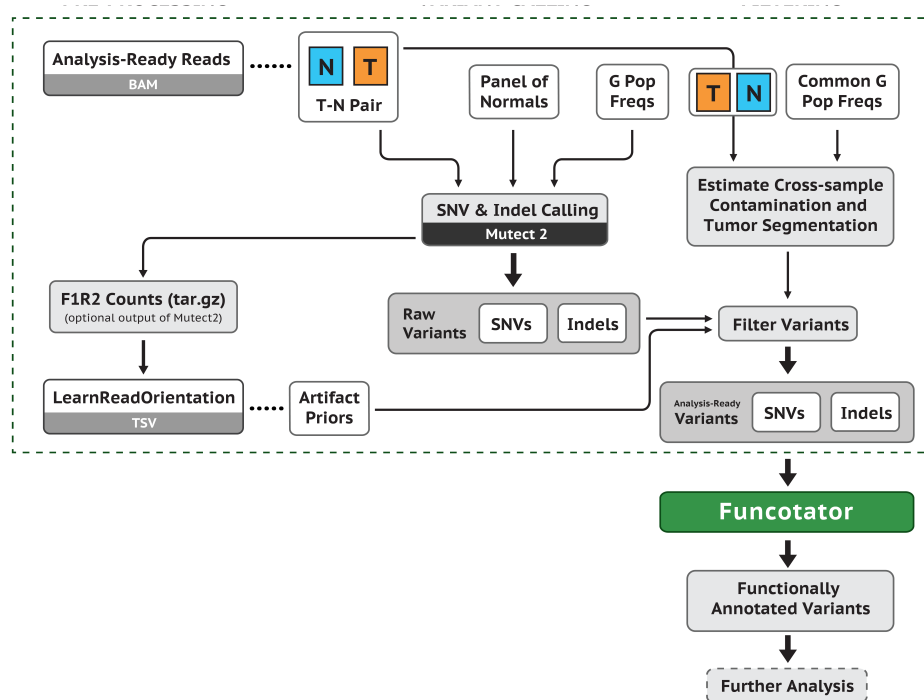 Analysis-Ready Reads
BAM
N T
T-N Pair
Panel of
Normals
G Pop
Freqs
T N
Common G
Pop Freqs
SNV & Indel Calling
Mutect 2
Estimate Cross-sample
Contamination and
Tumor Segmentation
F1R2 Counts (tar.gz)
(optional output of Mutect2)
Raw
Variants
SNVs
Indels
Filter Variants
LearnReadOrientation
TSV
Artifact
Priors
Analysis-Ready
Variants
SNVs
Indels
Funcotator
Functionally
Annotated Variants
Further Analysis